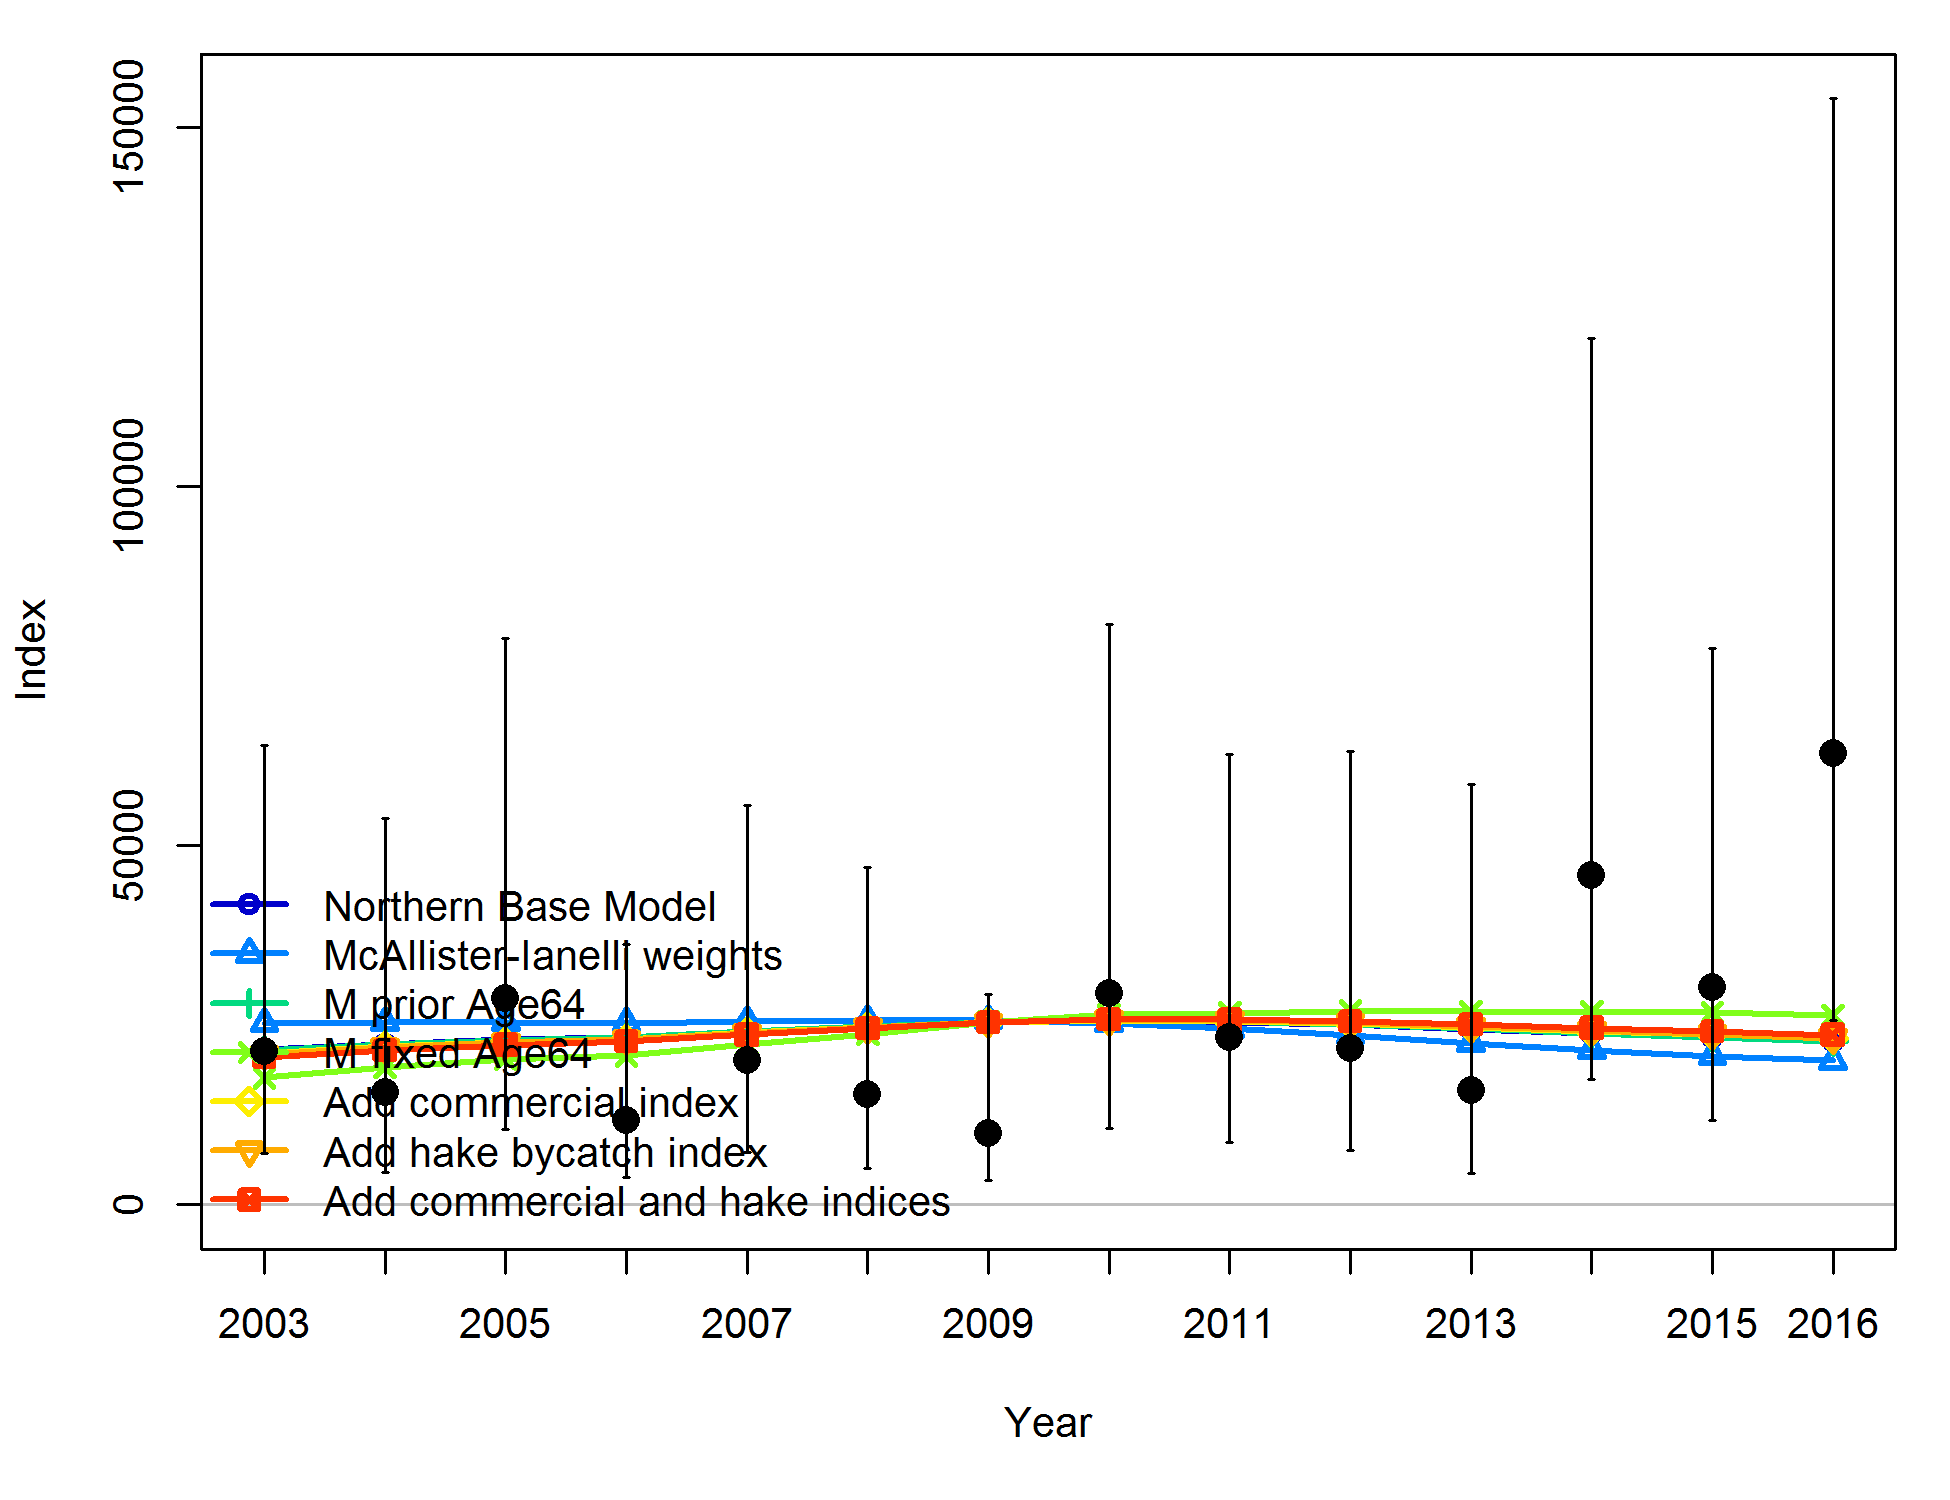 150000
100000
50000
0
Index
Northern Base Model
McAllister-Ianelli weights
M prior Age64
M fixed Age64
Add commercial index
Add hake bycatch index
Add commercial and hake indices
2003 2005 2007 2009 2011 2013 2015 2016
Year